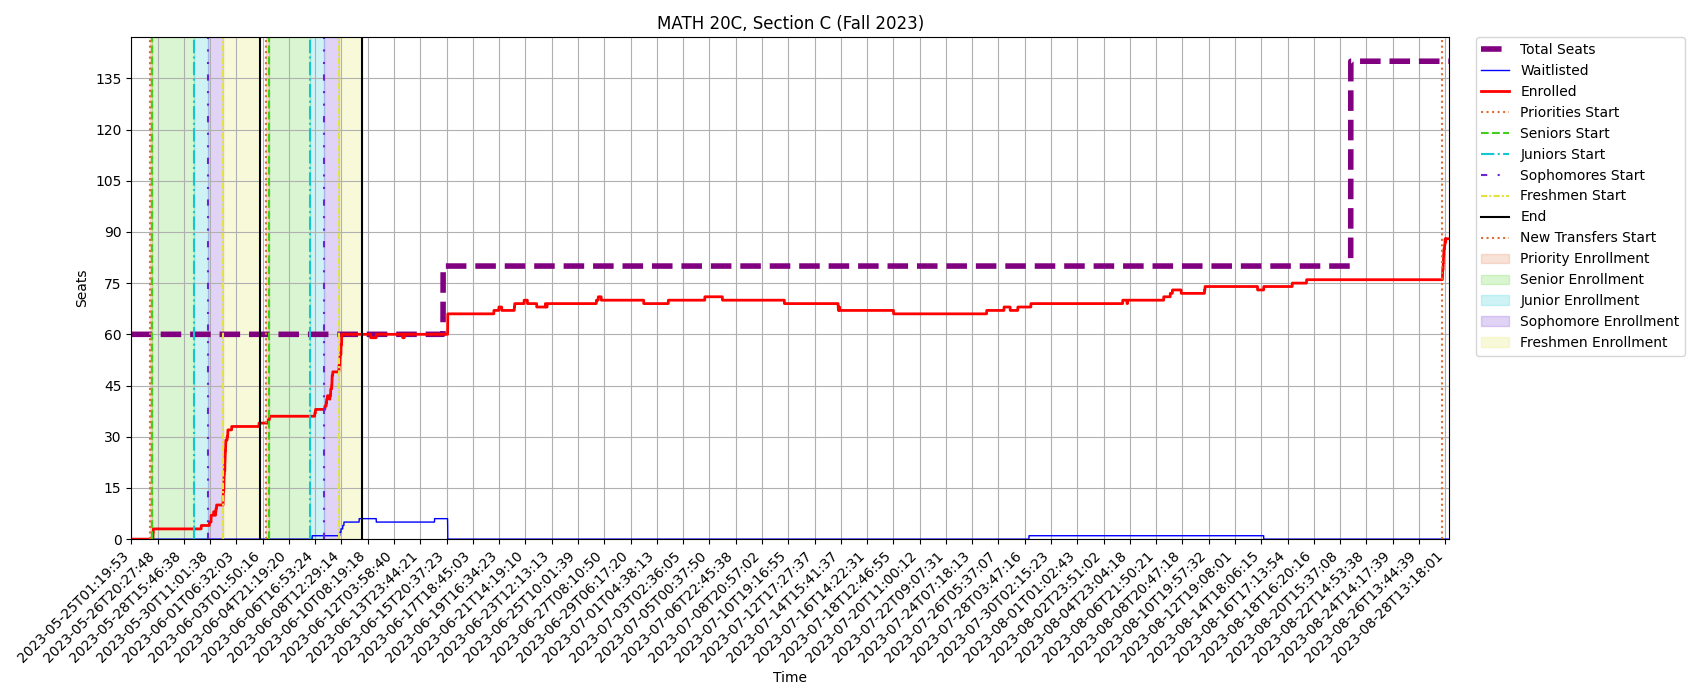 MATH 20C, Section C (Fall 2023)
Seats
135
120
105
90
75
60
45
30
15
0
2023-05-25T01:19:53
2023-05-26T20:27:48
2023-05-28T15:46:38
2023-05-30T11:01:38
2023-06-01T06:32:03
2023-06-03T01:50:16
2023-06-04T21:19:20
2023-06-06T16:53:24
2023-06-08T12:29:14
2023-06-10T08:19:18
2023-06-12T03:58:40
2023-06-13T23:44:21
2023-06-15T20:37:23
2023-06-17T18:45:03
2023-06-19T16:34:23
2023-06-21T14:19:10
2023-06-23T12:13:13
2023-06-25T10:01:39
2023-06-27T08:10:50
2023-06-29T06:17:20
2023-07-01T04:38:13
2023-07-03T02:36:05
2023-07-05T00:37:50
2023-07-06T22:45:38
2023-07-08T20:57:02
2023-07-10T19:16:55
2023-07-12T17:27:37
2023-07-14T15:41:37
2023-07-16T14:22:31
2023-07-18T12:46:55
2023-07-20T11:00:12
2023-07-22T09:07:31
2023-07-24T07:18:13
2023-07-26T05:37:07
2023-07-28T03:47:16
2023-07-30T02:15:23
2023-08-01T01:02:43
2023-08-02T23:51:02
2023-08-04T23:04:18
2023-08-06T21:50:21
2023-08-08T20:47:18
2023-08-10T19:57:32
2023-08-12T19:08:01
2023-08-14T18:06:15
2023-08-16T17:13:54
2023-08-18T16:20:16
2023-08-20T15:37:08
2023-08-22T14:53:38
2023-08-24T14:17:39
2023-08-26T13:44:39
2023-08-28T13:18:01
Time
Total Seats
Waitlisted
Enrolled
Priorities Start
Seniors Start
Juniors Start
Sophomores Start
Freshmen Start
End
New Transfers Start
Priority Enrollment
Senior Enrollment
Junior Enrollment
Sophomore Enrollment
Freshmen Enrollment